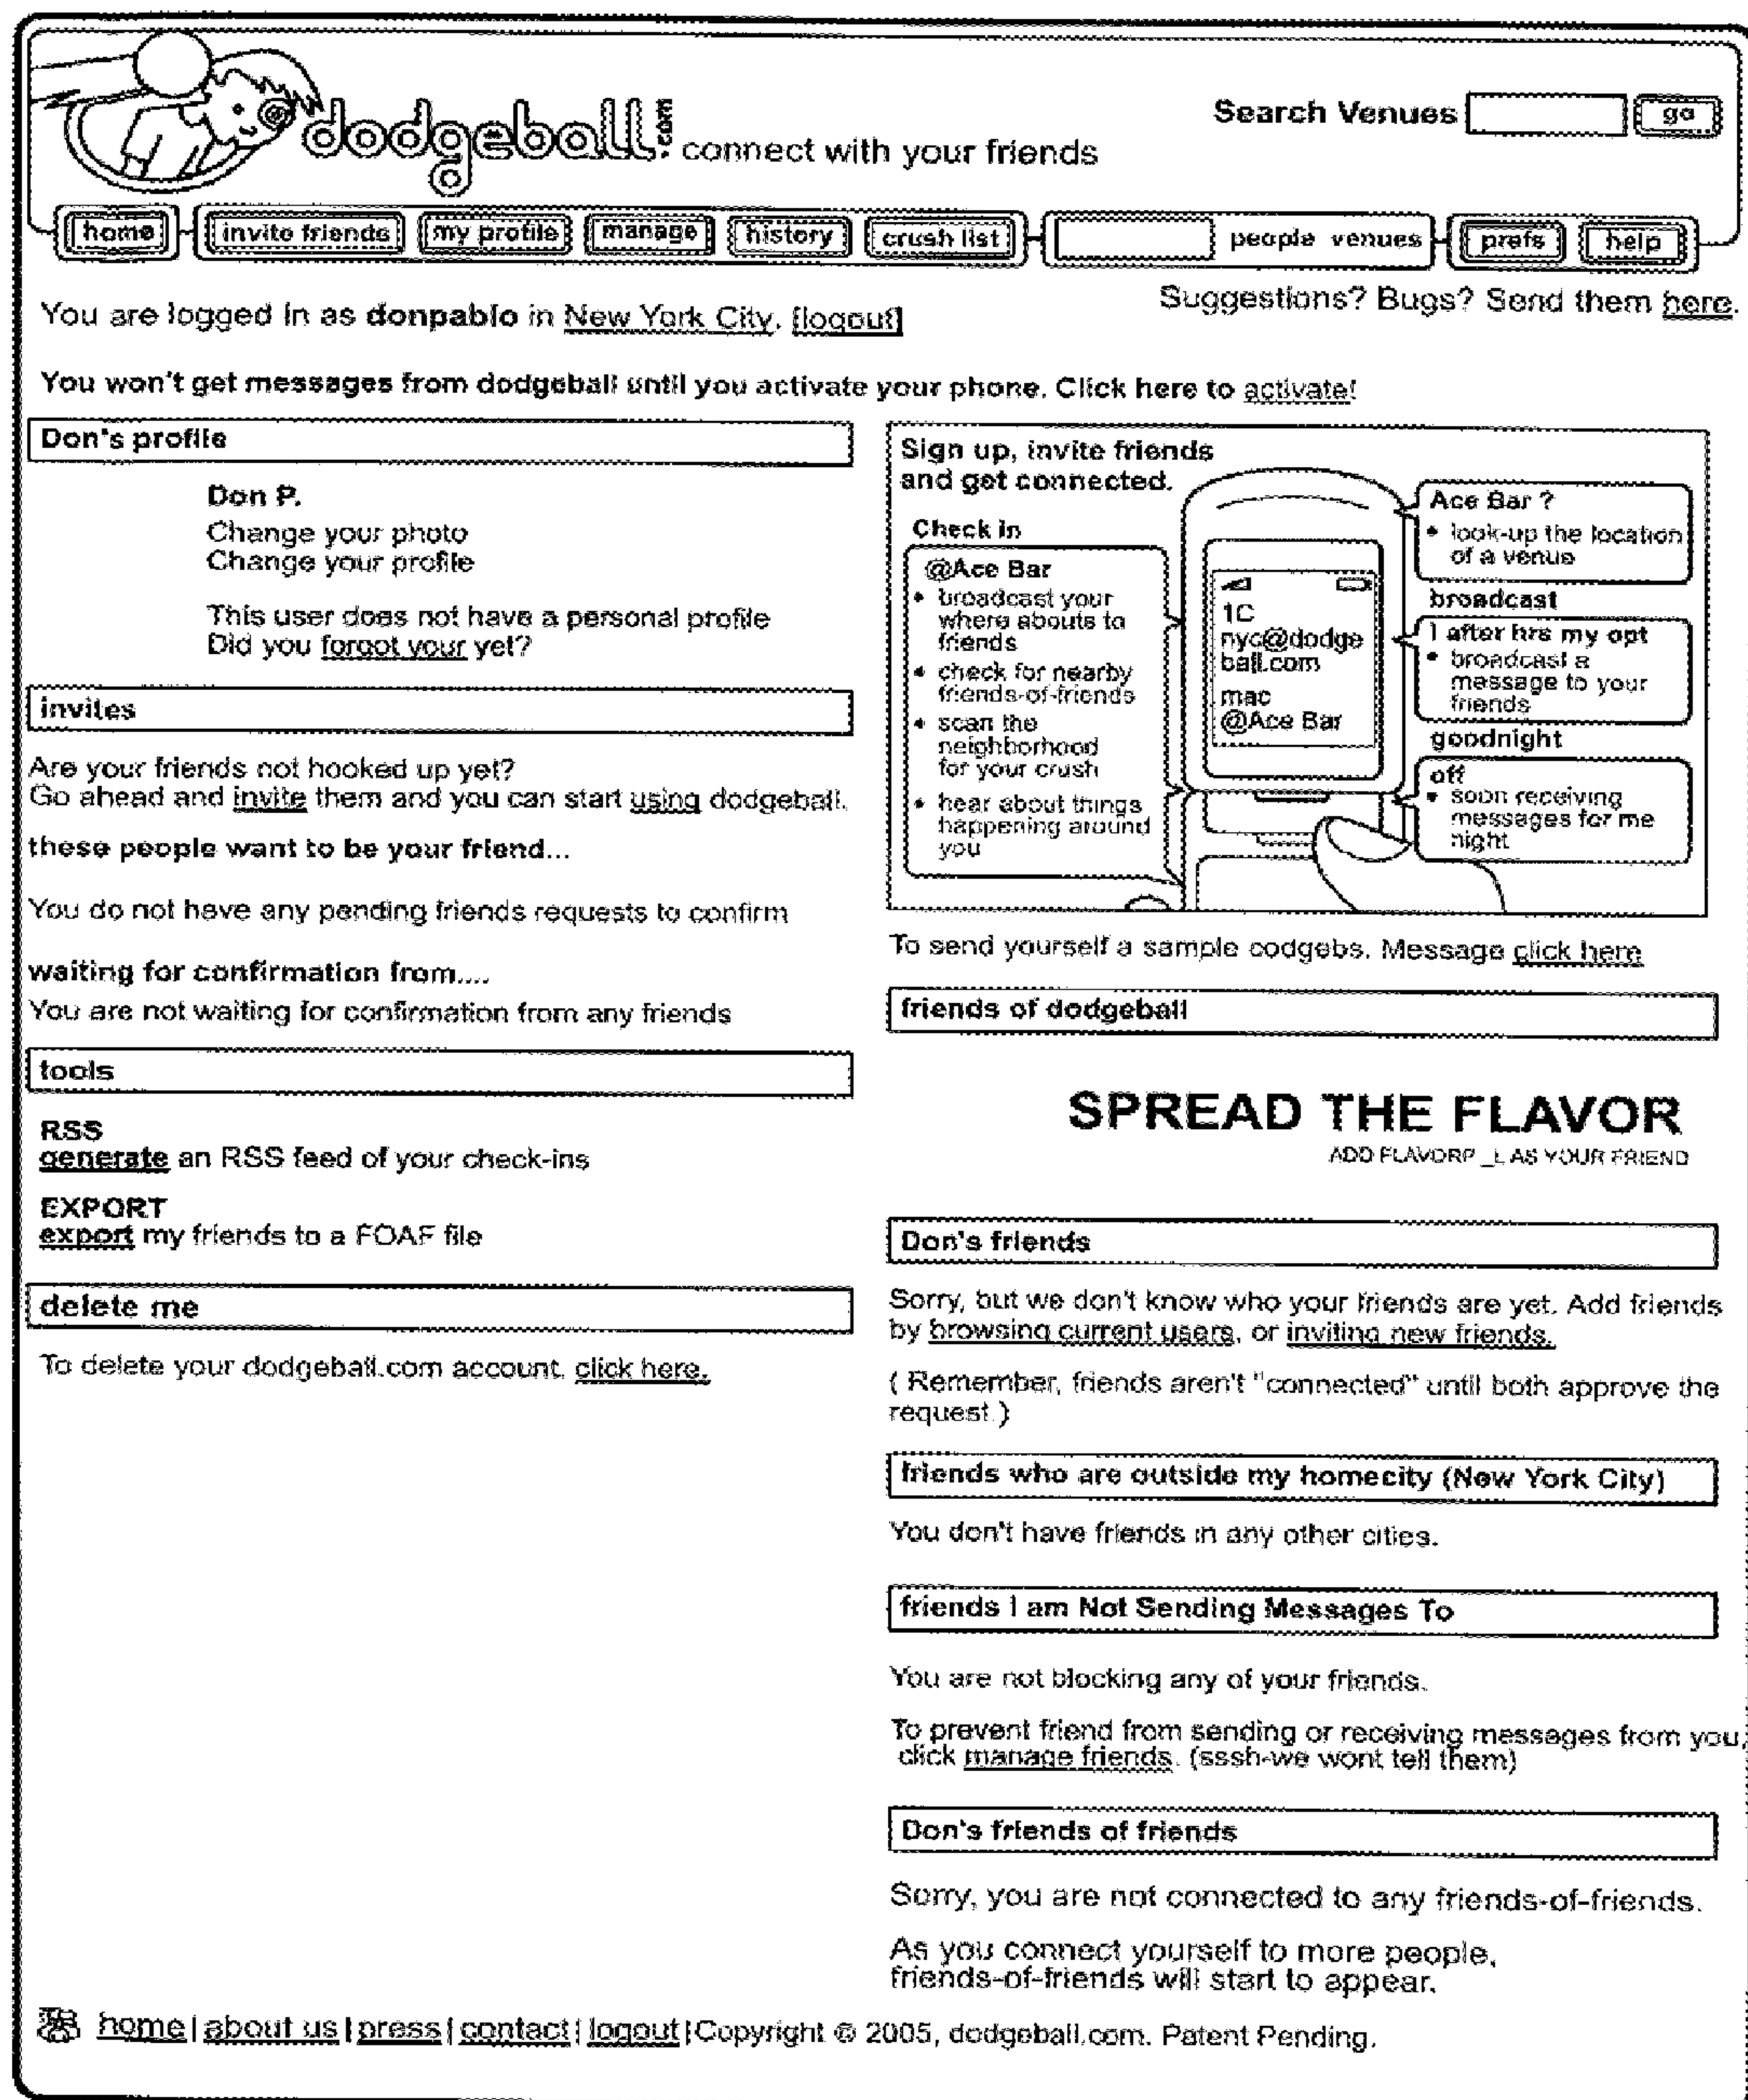 dodgeball.com connect with your friends
Search Venues go
home invite friends my profile manage history crush list people venues prefs help
You are logged in as donpablo in New York City. [logout]
Suggestions? Bugs? Send them here.
You won't get messages from dodgeball until you activate your phone. Click here to activate!
Don's profile
Don P.
Change your photo
Change your profile
This user does not have a personal profile
Did you forgot your yet?
invites
Are your friends not hooked up yet?
Go ahead and invite them and you can start using dodgeball.
these people want to be your friend...
You do not have any pending friends requests to confirm
waiting for confirmation from....
You are not waiting for confirmation from any friends
tools
RSS
generate an RSS feed of your check-ins
EXPORT
export my friends to a FOAF file
delete me
To delete your dodgeball.com account, click here.
Sign up, invite friends
and get connected.
Check in
@Ace Bar
• broadcast your
where abouts to
friends
• check for nearby
friends-of-friends
• scan the
neighborhood
for your crush
• hear about things
happening around
you
1C
nyc@dodge
ball.com
mac
@Ace Bar
Ace Bar ?
• look-up the location
of a venue
broadcast
1 after hrs my opt
• broadcast a
message to your
friends
goodnight
off
• soon receiving
messages for me
night
To send yourself a sample codgebs. Message click here
friends of dodgeball
SPREAD THE FLAVOR
ADD FLAVORP_L AS YOUR FRIEND
Don's friends
Sorry, but we don't know who your friends are yet. Add friends
by browsing current users, or inviting new friends.
( Remember, friends aren't "connected" until both approve the
request.)
friends who are outside my homecity (New York City)
You don't have friends in any other cities.
friends I am Not Sending Messages To
You are not blocking any of your friends.
To prevent friend from sending or receiving messages from you,
click manage friends. (sssh-we wont tell them)
Don's friends of friends
Sorry, you are not connected to any friends-of-friends.
As you connect yourself to more people,
friends-of-friends will start to appear.
home | about us | press | contact | logout | Copyright © 2005, dodgeball.com. Patent Pending.